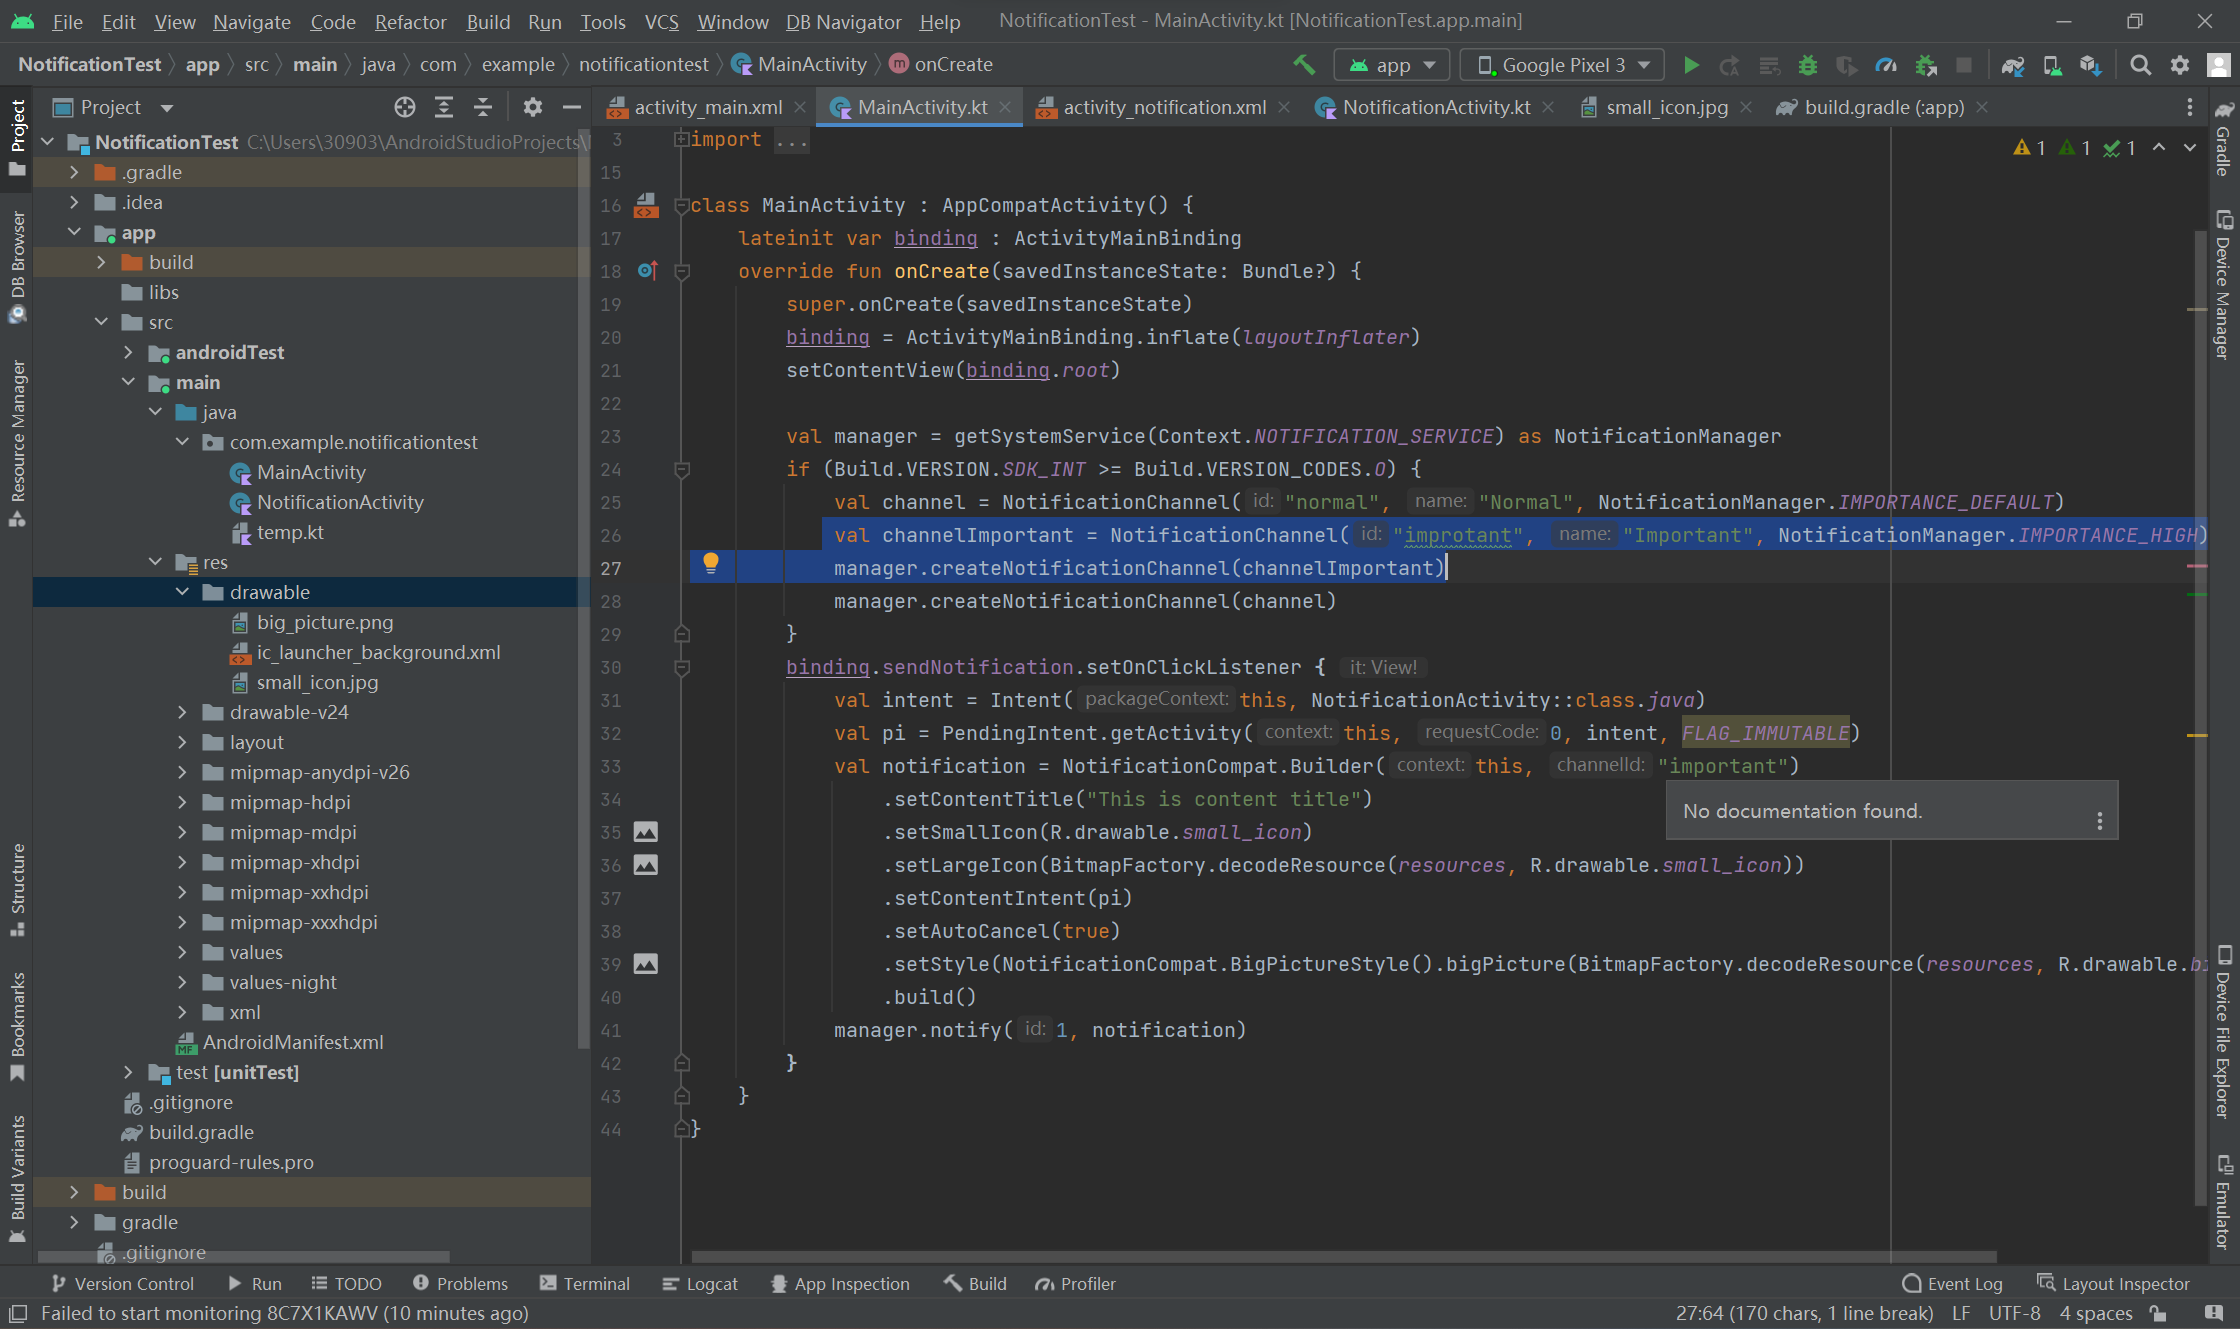 File Edit View Navigate Code Refactor Build Run Tools VCS Window DB Navigator Help NotificationTest - MainActivity.kt [NotificationTest.app.main]
NotificationTest app src main java com example notificationtest MainActivity onCreate app Google Pixel 3
Project
activity_main.xml MainActivity.kt activity_notification.xml NotificationActivity.kt small_icon.jpg build.gradle (:app)
Project
DB Browser
Resource Manager
Structure
Bookmarks
Build Variants
NotificationTest C:\Users\30903\AndroidStudioProjects\
.gradle
.idea
app
build
libs
src
androidTest
main
java
com.example.notificationtest
MainActivity
NotificationActivity
temp.kt
res
drawable
big_picture.png
ic_launcher_background.xml
small_icon.jpg
drawable-v24
layout
mipmap-anydpi-v26
mipmap-hdpi
mipmap-mdpi
mipmap-xhdpi
mipmap-xxhdpi
mipmap-xxxhdpi
values
values-night
xml
AndroidManifest.xml
test [unitTest]
.gitignore
build.gradle
proguard-rules.pro
build
gradle
.gitignore
1 1 1
3 import ...
15
16 class MainActivity : AppCompatActivity() {
17 lateinit var binding : ActivityMainBinding
18 override fun onCreate(savedInstanceState: Bundle?) {
19 super.onCreate(savedInstanceState)
20 binding = ActivityMainBinding.inflate(layoutInflater)
21 setContentView(binding.root)
22
23 val manager = getSystemService(Context.NOTIFICATION_SERVICE) as NotificationManager
24 if (Build.VERSION.SDK_INT >= Build.VERSION_CODES.O) {
25 val channel = NotificationChannel( id: "normal", name: "Normal", NotificationManager.IMPORTANCE_DEFAULT)
26 val channelImportant = NotificationChannel( id: "improtant", name: "Important", NotificationManager.IMPORTANCE_HIGH)
27 manager.createNotificationChannel(channelImportant)
28 manager.createNotificationChannel(channel)
29 }
30 binding.sendNotification.setOnClickListener { it: View!
31 val intent = Intent( packageContext: this, NotificationActivity::class.java)
32 val pi = PendingIntent.getActivity( context: this, requestCode: 0, intent, FLAG_IMMUTABLE)
33 val notification = NotificationCompat.Builder( context: this, channelId: "important")
34 .setContentTitle("This is content title")
35 .setSmallIcon(R.drawable.small_icon)
36 .setLargeIcon(BitmapFactory.decodeResource(resources, R.drawable.small_icon))
37 .setContentIntent(pi)
38 .setAutoCancel(true)
39 .setStyle(NotificationCompat.BigPictureStyle().bigPicture(BitmapFactory.decodeResource(resources, R.drawable.bi
40 .build()
41 manager.notify( id: 1, notification)
42 }
43 }
44 }
No documentation found.
Gradle
Device Manager
Device File Explorer
Emulator
Version Control Run TODO Problems Terminal Logcat App Inspection Build Profiler Event Log Layout Inspector
Failed to start monitoring 8C7X1KAWV (10 minutes ago) 27:64 (170 chars, 1 line break) LF UTF-8 4 spaces